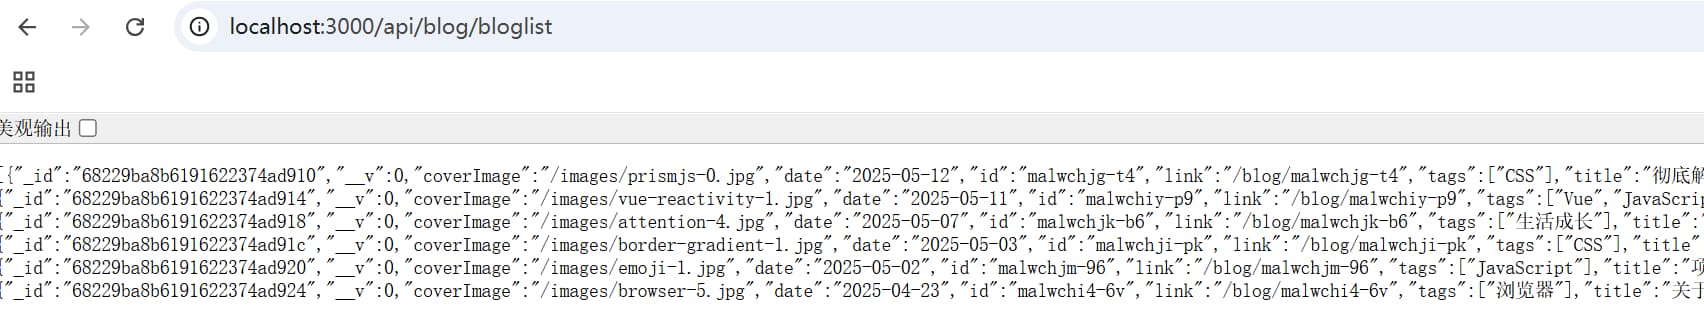 localhost:3000/api/blog/bloglist
美观输出
[{"_id":"68229ba8b6191622374ad910","__v":0,"coverImage":"/images/prismjs-0.jpg","date":"2025-05-12","id":"malwchjg-t4","link":"/blog/malwchjg-t4","tags":["CSS"],"title":"彻底解
{"_id":"68229ba8b6191622374ad914","__v":0,"coverImage":"/images/vue-reactivity-1.jpg","date":"2025-05-11","id":"malwchiy-p9","link":"/blog/malwchiy-p9","tags":["Vue","JavaScrip
{"_id":"68229ba8b6191622374ad918","__v":0,"coverImage":"/images/attention-4.jpg","date":"2025-05-07","id":"malwchjk-b6","link":"/blog/malwchjk-b6","tags":["生活成长"],"title":
{"_id":"68229ba8b6191622374ad91c","__v":0,"coverImage":"/images/border-gradient-1.jpg","date":"2025-05-03","id":"malwchji-pk","link":"/blog/malwchji-pk","tags":["CSS"],"title"
{"_id":"68229ba8b6191622374ad920","__v":0,"coverImage":"/images/emoji-1.jpg","date":"2025-05-02","id":"malwchjm-96","link":"/blog/malwchjm-96","tags":["JavaScript"],"title":"项
{"_id":"68229ba8b6191622374ad924","__v":0,"coverImage":"/images/browser-5.jpg","date":"2025-04-23","id":"malwchi4-6v","link":"/blog/malwchi4-6v","tags":["浏览器"],"title":"关于